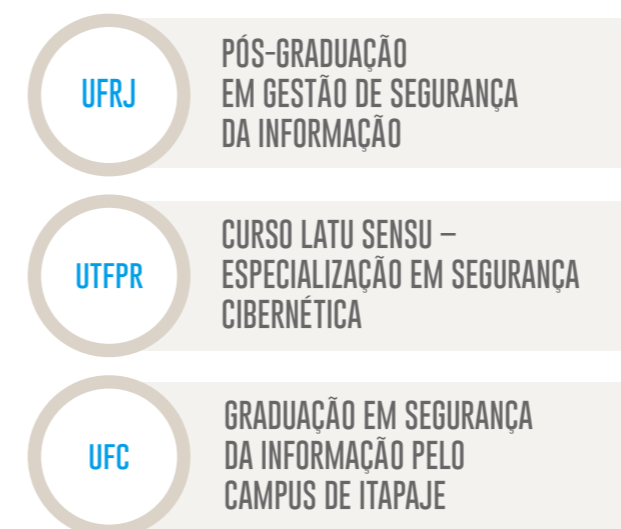 UFRJ
PÓS-GRADUAÇÃO
EM GESTÃO DE SEGURANÇA
DA INFORMAÇÃO
UTFPR
CURSO LATU SENSU –
ESPECIALIZAÇÃO EM SEGURANÇA
CIBERNÉTICA
UFC
GRADUAÇÃO EM SEGURANÇA
DA INFORMAÇÃO PELO
CAMPUS DE ITAPAJE